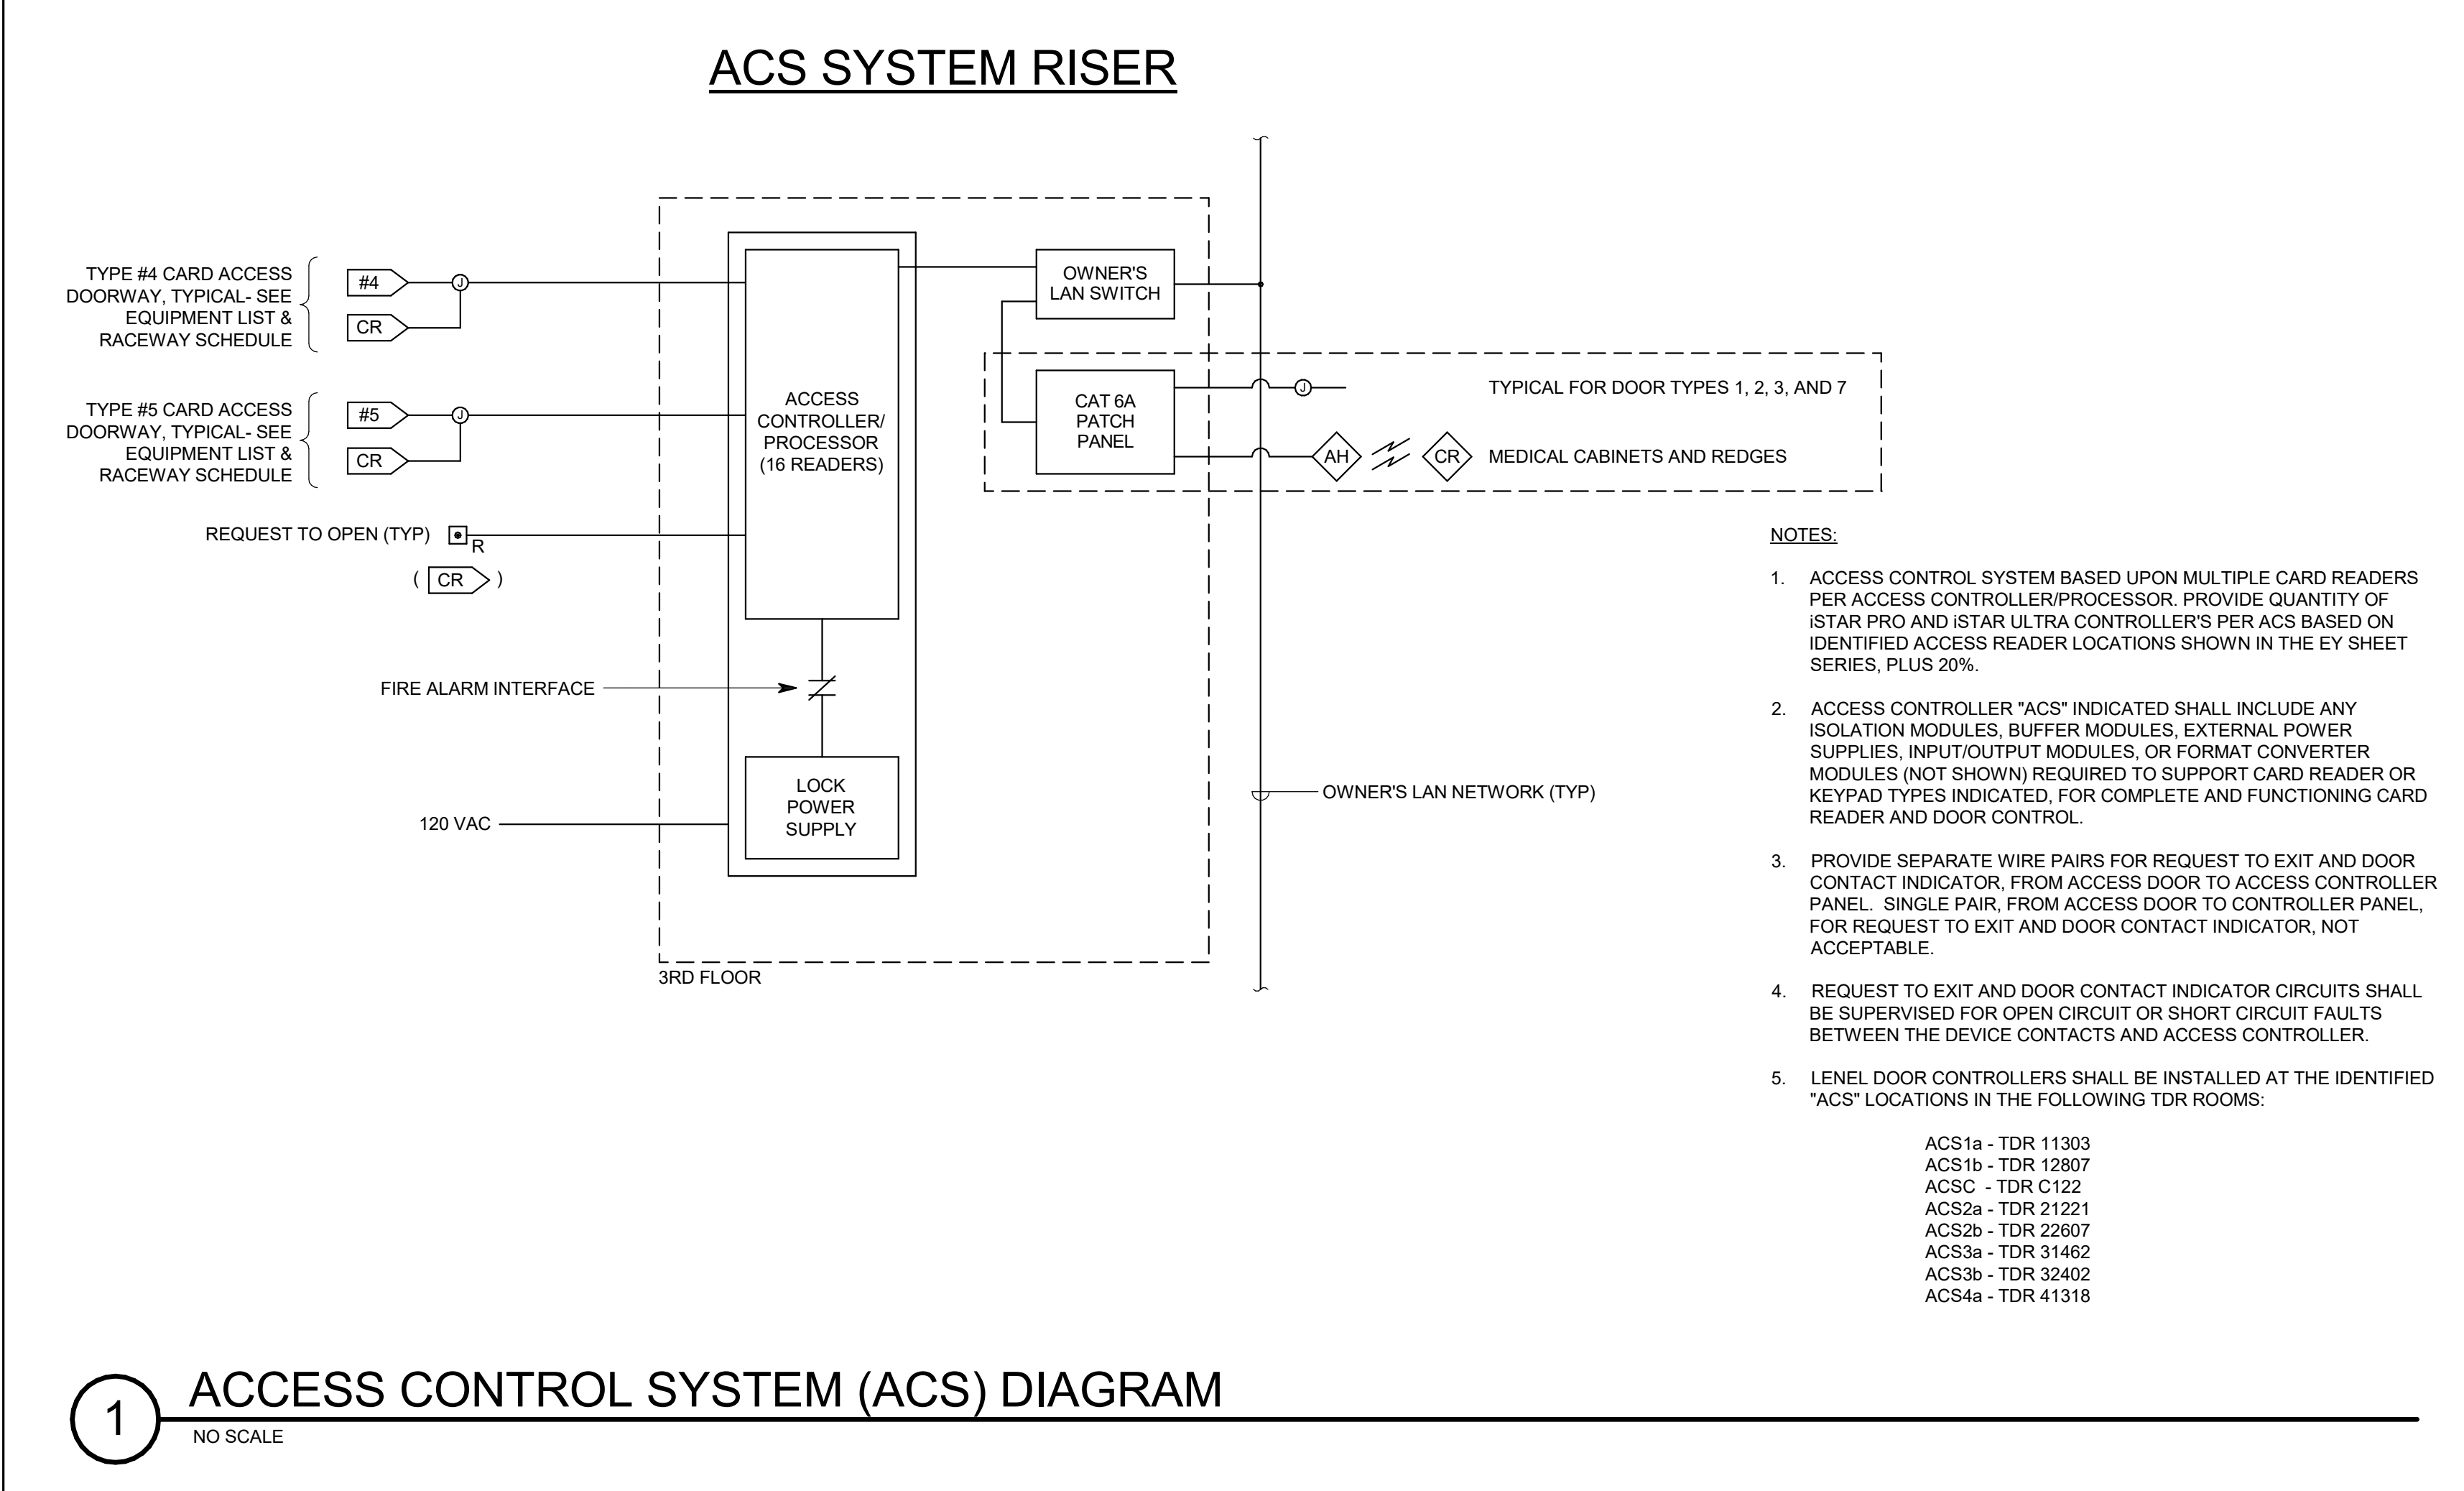 ACS SYSTEM RISER
TYPE #4 CARD ACCESS
DOORWAY, TYPICAL- SEE
EQUIPMENT LIST &
RACEWAY SCHEDULE
#4
J
CR
TYPE #5 CARD ACCESS
DOORWAY, TYPICAL- SEE
EQUIPMENT LIST &
RACEWAY SCHEDULE
#5
J
CR
REQUEST TO OPEN (TYP)
R
( CR )
FIRE ALARM INTERFACE
120 VAC
ACCESS
CONTROLLER/
PROCESSOR
(16 READERS)
LOCK
POWER
SUPPLY
3RD FLOOR
OWNER'S
LAN SWITCH
CAT 6A
PATCH
PANEL
J
TYPICAL FOR DOOR TYPES 1, 2, 3, AND 7
AH
CR
MEDICAL CABINETS AND REDGES
OWNER'S LAN NETWORK (TYP)
NOTES:
1. ACCESS CONTROL SYSTEM BASED UPON MULTIPLE CARD READERS
PER ACCESS CONTROLLER/PROCESSOR. PROVIDE QUANTITY OF
iSTAR PRO AND iSTAR ULTRA CONTROLLER'S PER ACS BASED ON
IDENTIFIED ACCESS READER LOCATIONS SHOWN IN THE EY SHEET
SERIES, PLUS 20%.
2. ACCESS CONTROLLER "ACS" INDICATED SHALL INCLUDE ANY
ISOLATION MODULES, BUFFER MODULES, EXTERNAL POWER
SUPPLIES, INPUT/OUTPUT MODULES, OR FORMAT CONVERTER
MODULES (NOT SHOWN) REQUIRED TO SUPPORT CARD READER OR
KEYPAD TYPES INDICATED, FOR COMPLETE AND FUNCTIONING CARD
READER AND DOOR CONTROL.
3. PROVIDE SEPARATE WIRE PAIRS FOR REQUEST TO EXIT AND DOOR
CONTACT INDICATOR, FROM ACCESS DOOR TO ACCESS CONTROLLER
PANEL. SINGLE PAIR, FROM ACCESS DOOR TO CONTROLLER PANEL,
FOR REQUEST TO EXIT AND DOOR CONTACT INDICATOR, NOT
ACCEPTABLE.
4. REQUEST TO EXIT AND DOOR CONTACT INDICATOR CIRCUITS SHALL
BE SUPERVISED FOR OPEN CIRCUIT OR SHORT CIRCUIT FAULTS
BETWEEN THE DEVICE CONTACTS AND ACCESS CONTROLLER.
5. LENEL DOOR CONTROLLERS SHALL BE INSTALLED AT THE IDENTIFIED
"ACS" LOCATIONS IN THE FOLLOWING TDR ROOMS:
ACS1a - TDR 11303
ACS1b - TDR 12807
ACSC - TDR C122
ACS2a - TDR 21221
ACS2b - TDR 22607
ACS3a - TDR 31462
ACS3b - TDR 32402
ACS4a - TDR 41318
1
ACCESS CONTROL SYSTEM (ACS) DIAGRAM
NO SCALE